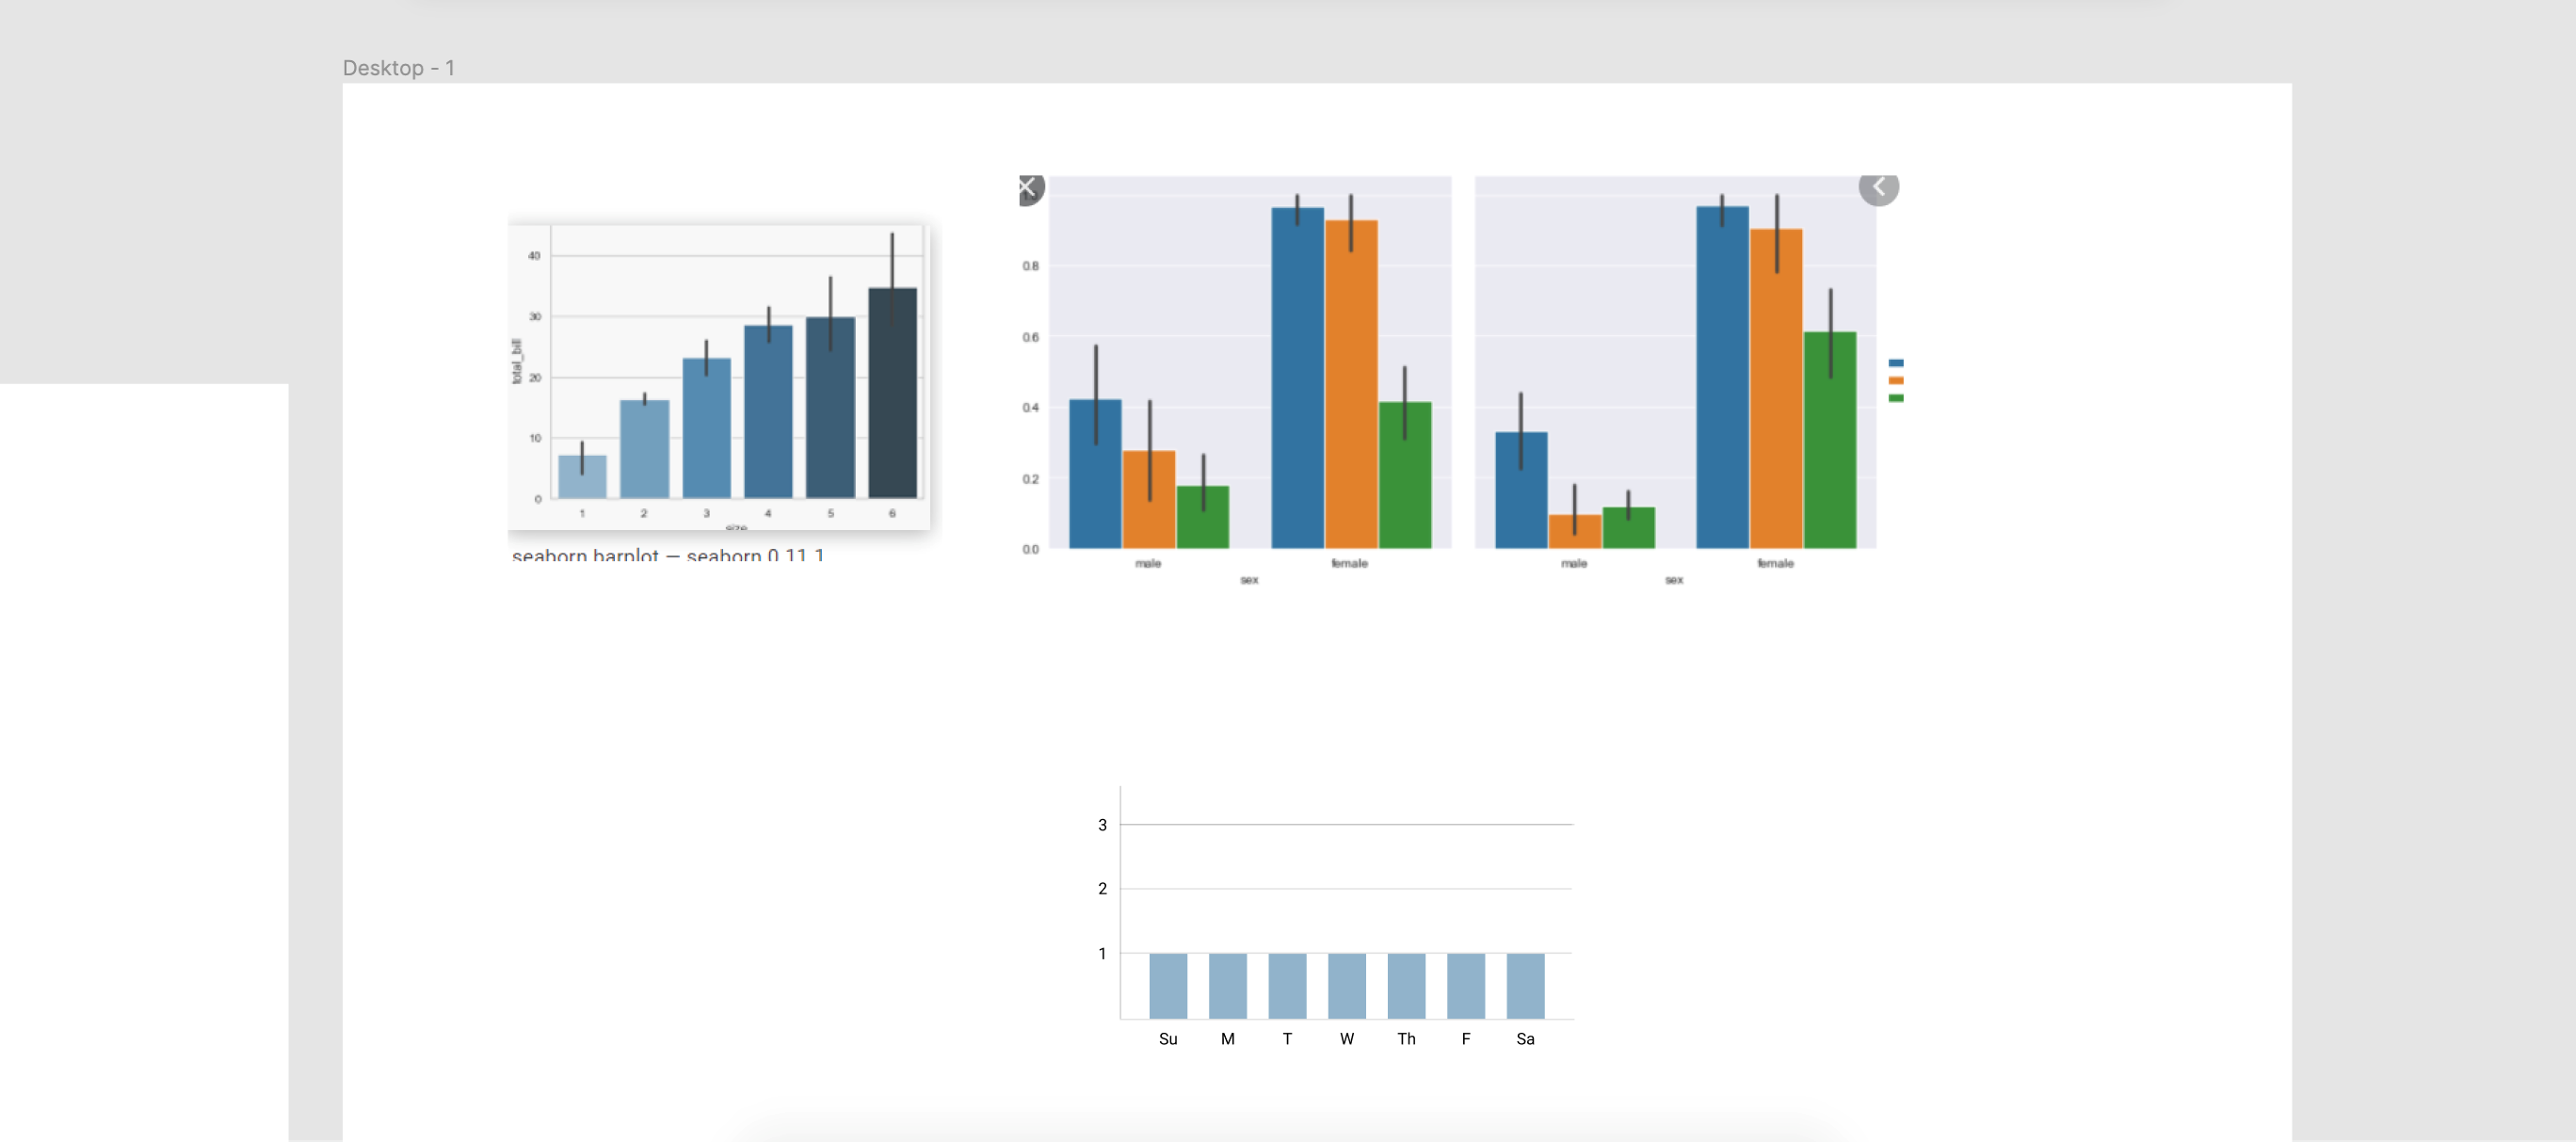 Desktop - 1
40
30
20
10
0
total_bill
1 2 3 4 5 6
size
seaborn barplot — seaborn 0.11.1
0.8
0.6
0.4
0.2
0.0
male female
sex
male female
sex
3
2
1
Su M T W Th F Sa